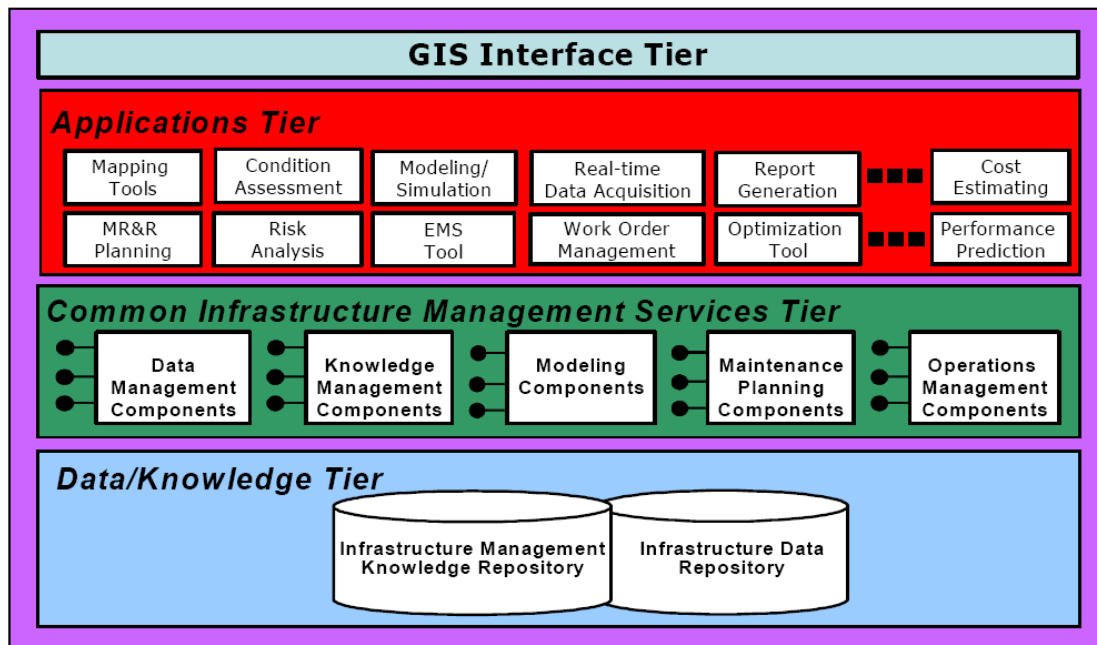 GIS Interface Tier
Applications Tier
Mapping
Tools
Condition
Assessment
Modeling/
Simulation
Real-time
Data Acquisition
Report
Generation
Cost
Estimating
MR&R
Planning
Risk
Analysis
EMS
Tool
Work Order
Management
Optimization
Tool
Performance
Prediction
Common Infrastructure Management Services Tier
Data
Management
Components
Knowledge
Management
Components
Modeling
Components
Maintenance
Planning
Components
Operations
Management
Components
Data/Knowledge Tier
Infrastructure Management
Knowledge Repository
Infrastructure Data
Repository